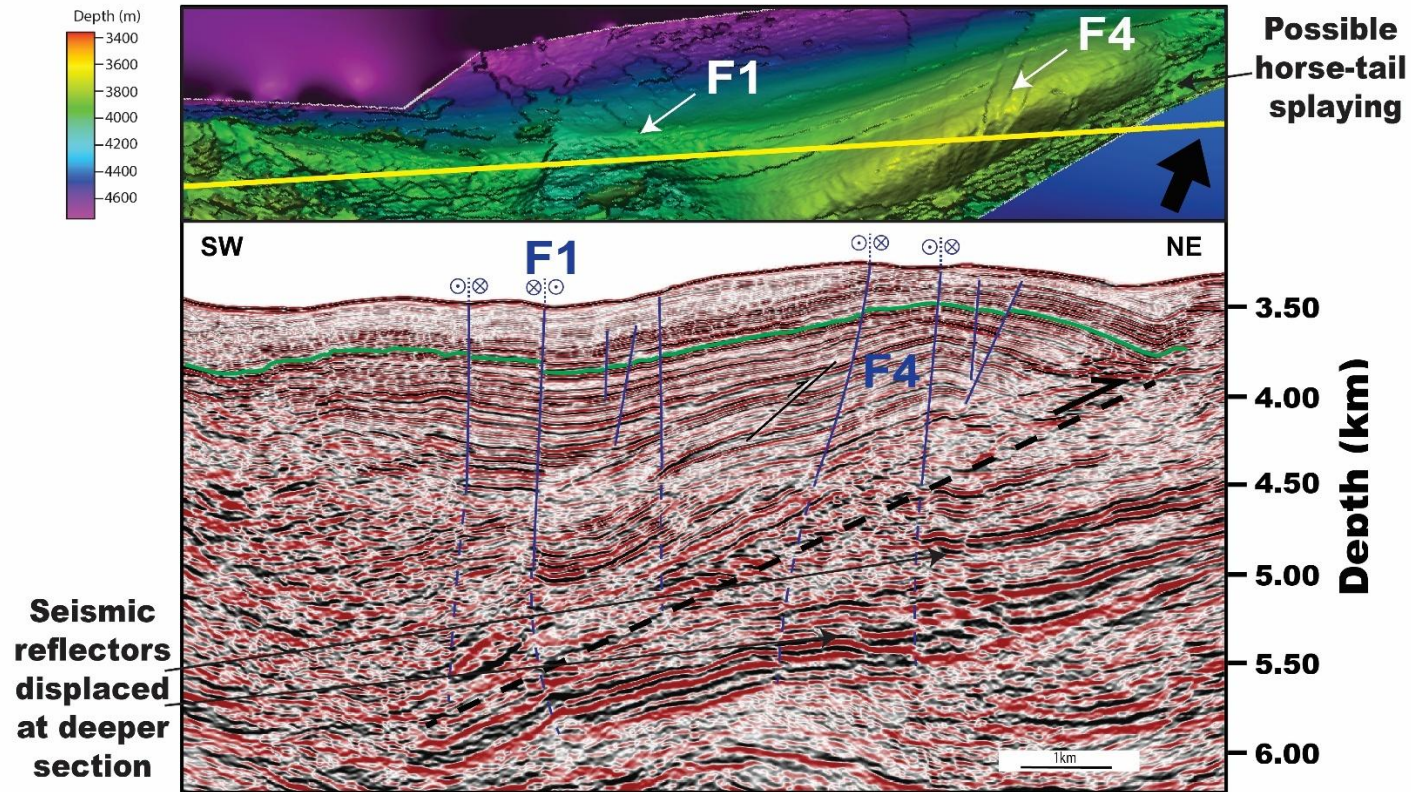 Depth (m)
3400
3600
3800
4000
4200
4400
4600
F1
F4
Possible
horse-tail
splaying
SW
F1
NE
F4
3.50
4.00
4.50
5.00
5.50
6.00
Depth (km)
Seismic
reflectors
displaced
at deeper
section
1km